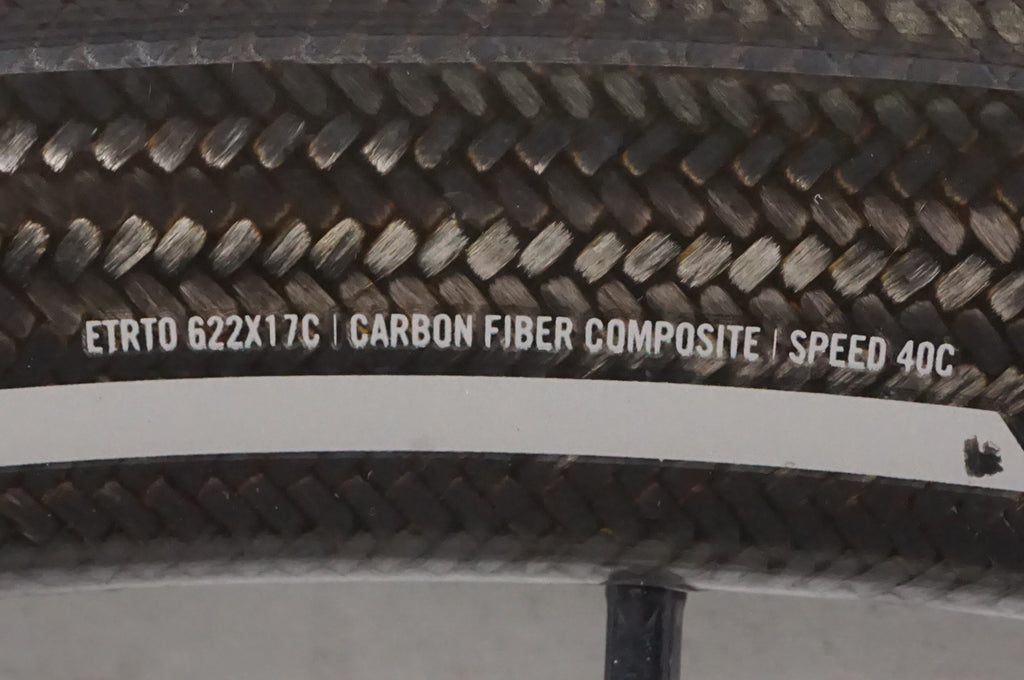 ETRTO 622X17C | CARBON FIBER COMPOSITE | SPEED 40C